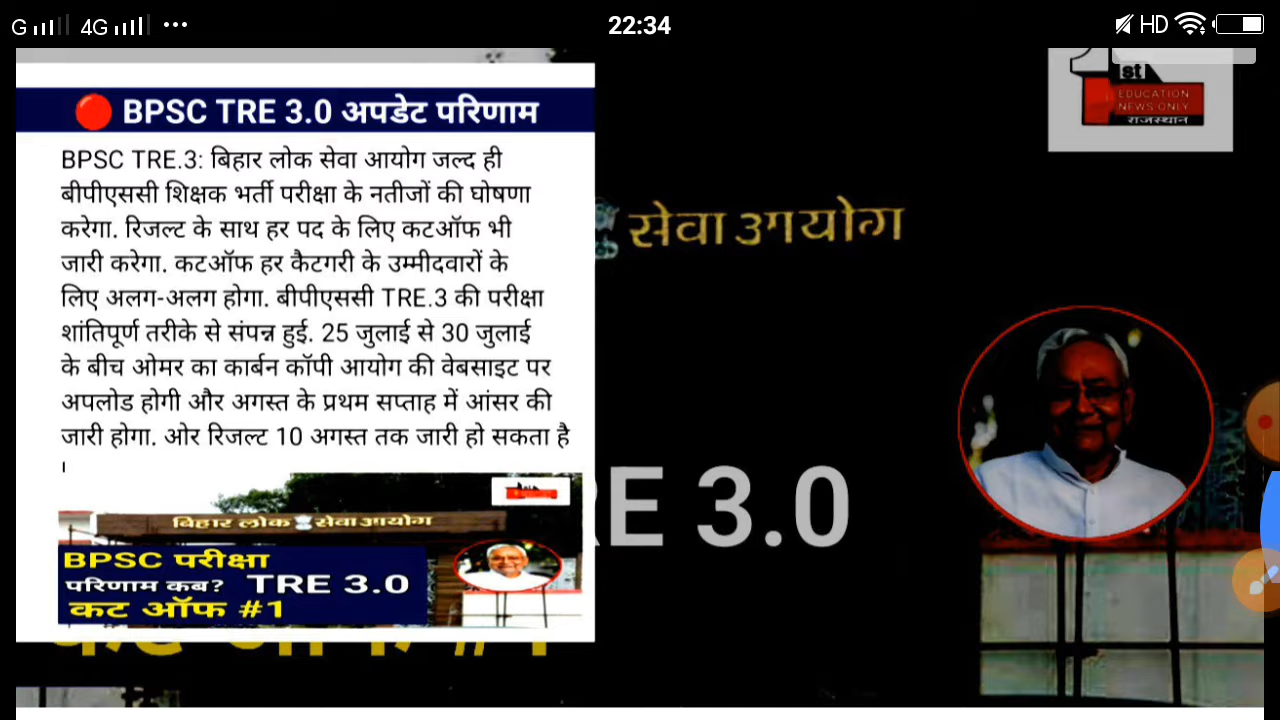 G 4G ••• 22:34 HD
1st
EDUCATION
NEWS ONLY
राजस्थान
🔴 BPSC TRE 3.0 अपडेट परिणाम
BPSC TRE.3: बिहार लोक सेवा आयोग जल्द ही
बीपीएससी शिक्षक भर्ती परीक्षा के नतीजों की घोषणा
करेगा. रिजल्ट के साथ हर पद के लिए कटऑफ भी
जारी करेगा. कटऑफ हर कैटगरी के उम्मीदवारों के
लिए अलग-अलग होगा. बीपीएससी TRE.3 की परीक्षा
शांतिपूर्ण तरीके से संपन्न हुई. 25 जुलाई से 30 जुलाई
के बीच ओमर का कार्बन कॉपी आयोग की वेबसाइट पर
अपलोड होगी और अगस्त के प्रथम सप्ताह में आंसर की
जारी होगा. ओर रिजल्ट 10 अगस्त तक जारी हो सकता है
।
सेवा आयोग
RE 3.0
बिहार लोक सेवा आयोग
BPSC परीक्षा
परिणाम कब? TRE 3.0
कट ऑफ #1